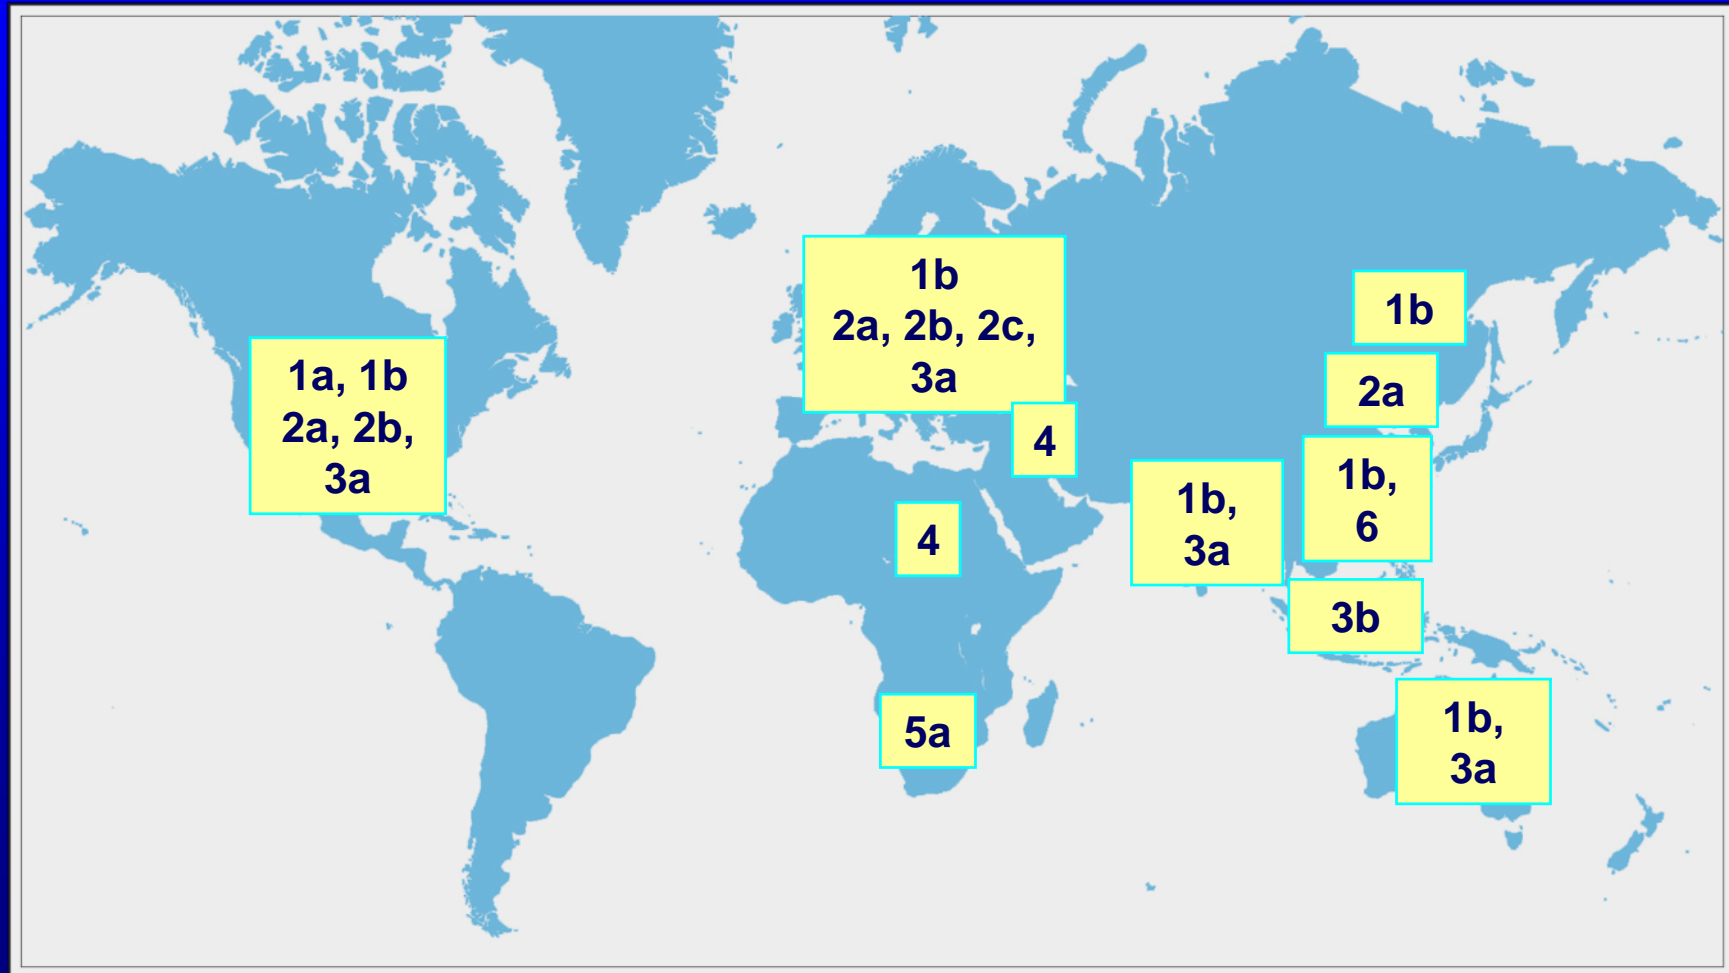 1a, 1b
2a, 2b,
3a
1b
2a, 2b, 2c,
3a
4
4
5a
1b,
3a
1b
2a
1b,
6
3b
1b,
3a